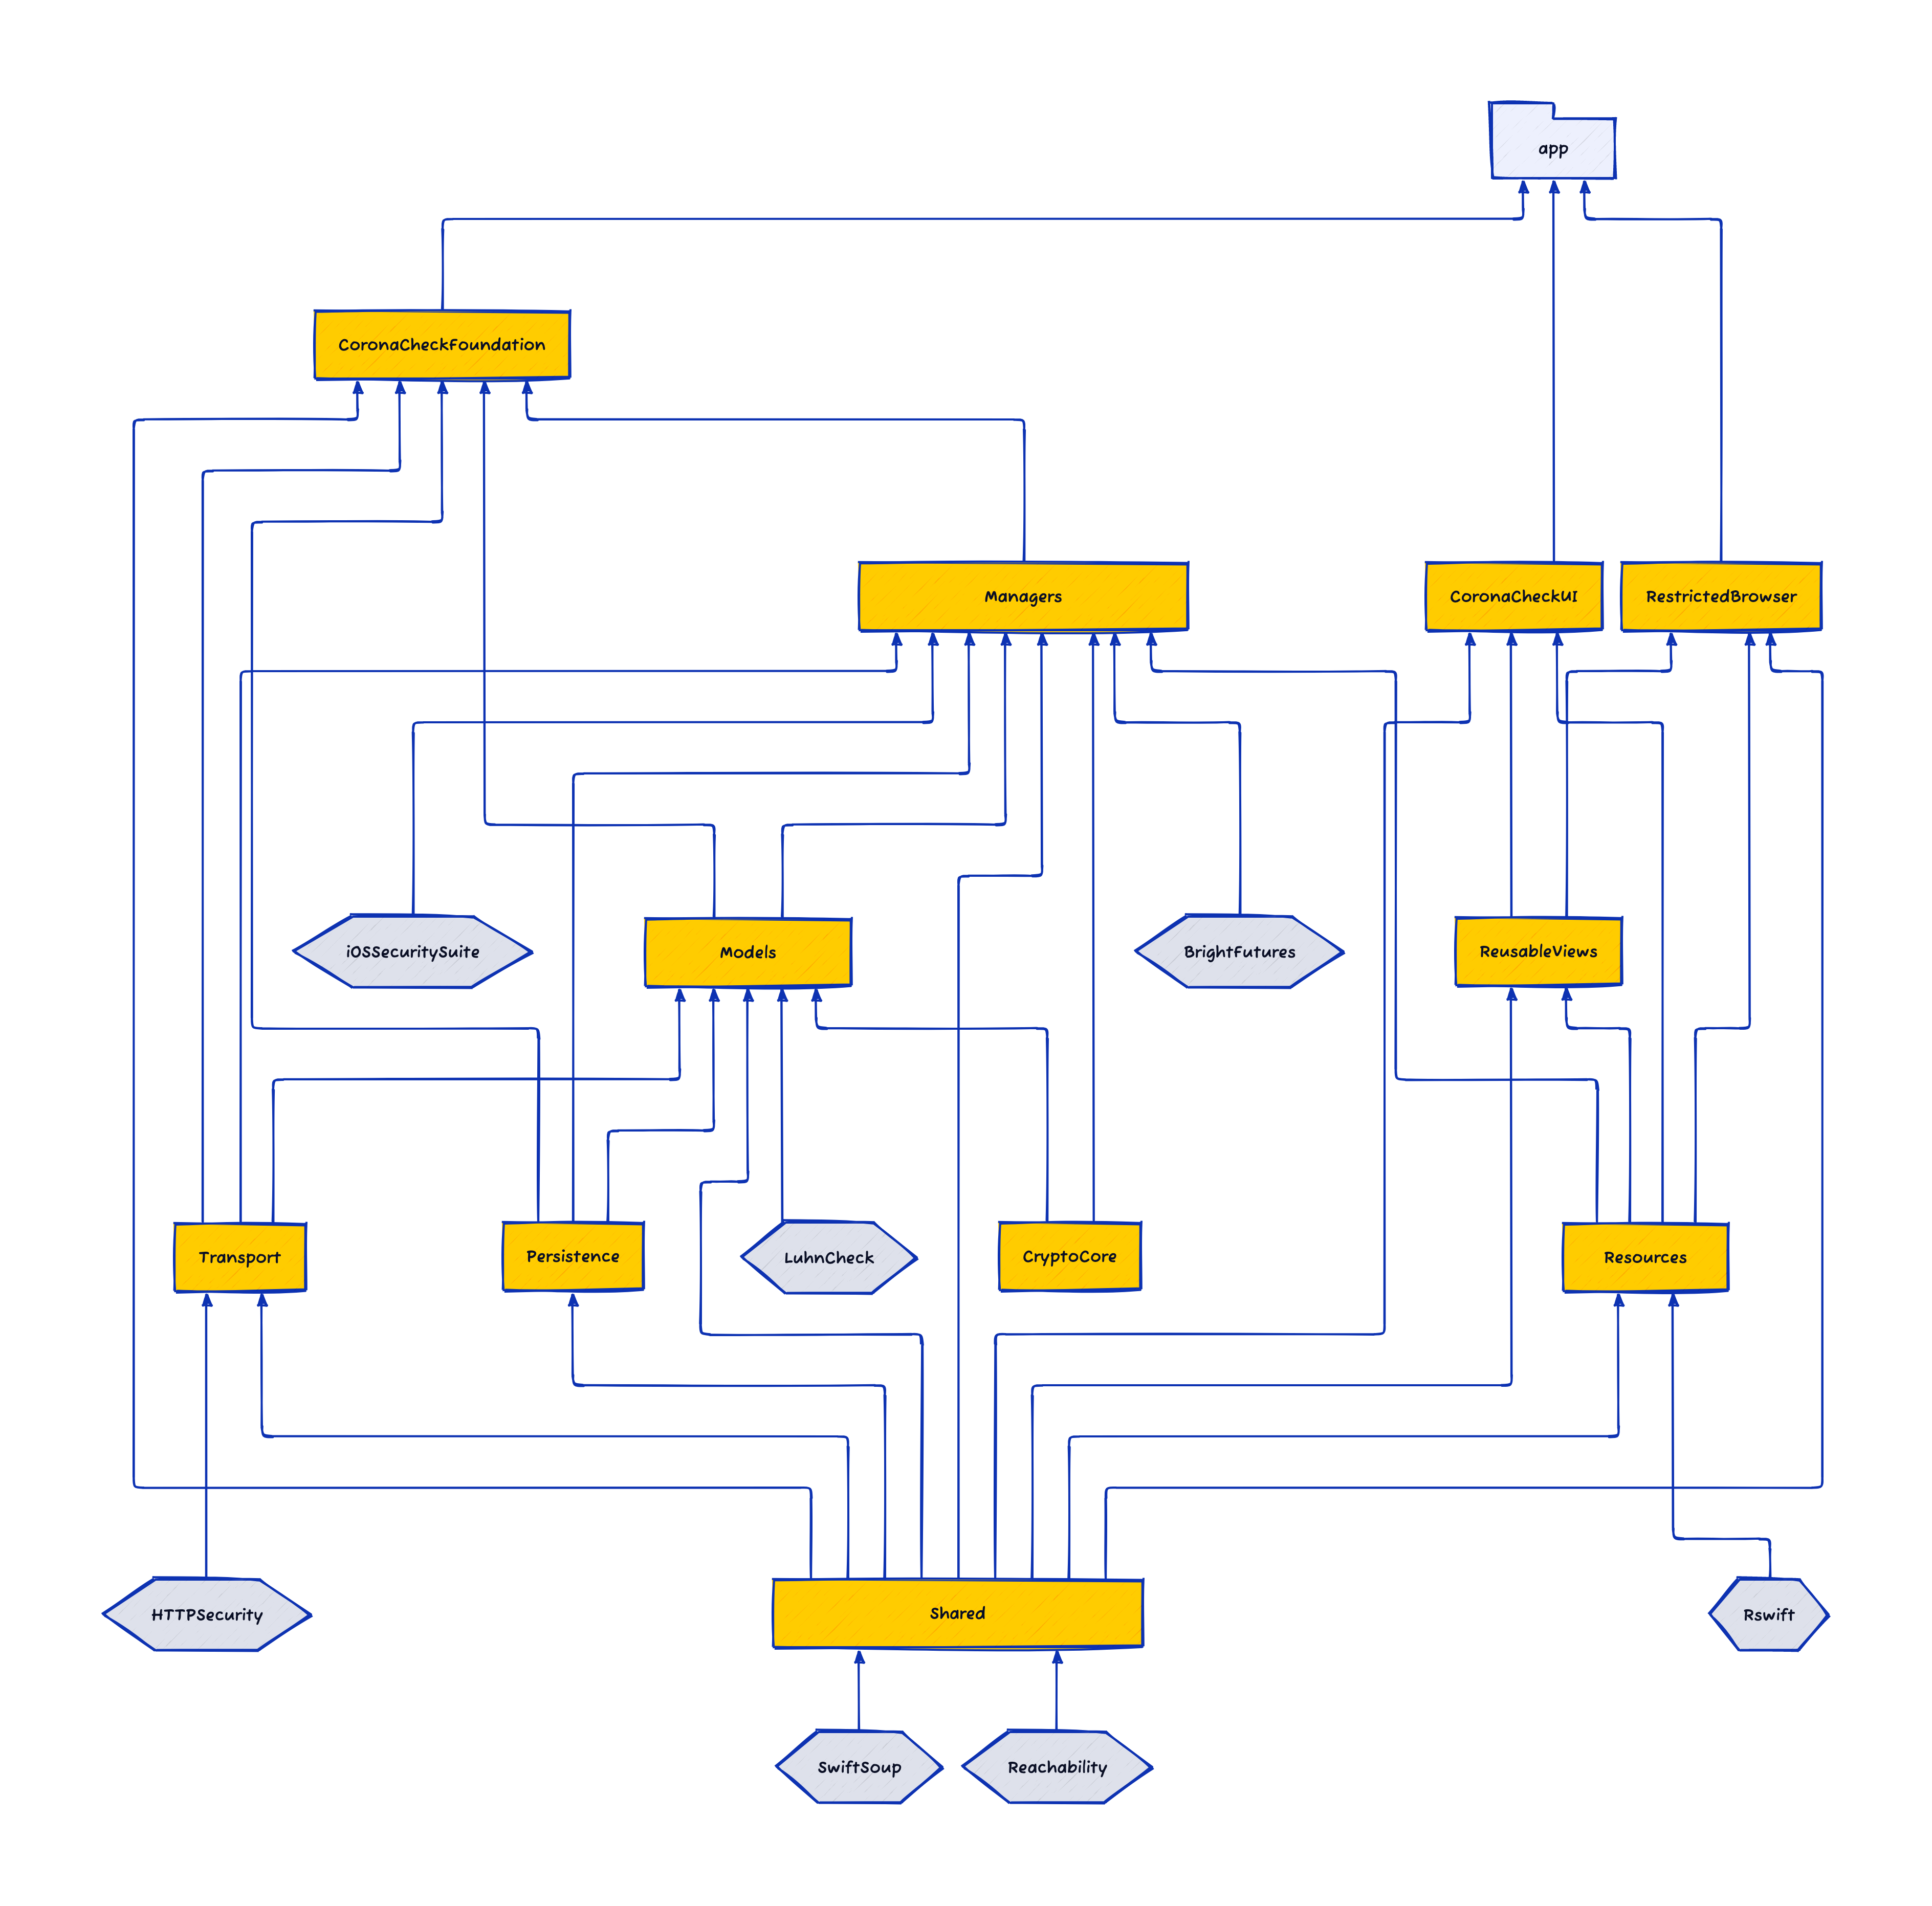 app
CoronaCheckFoundation
Managers
CoronaCheckUI
RestrictedBrowser
iOSSecuritySuite
Models
BrightFutures
ReusableViews
Transport
Persistence
LuhnCheck
CryptoCore
Resources
HTTPSecurity
Shared
Rswift
SwiftSoup
Reachability